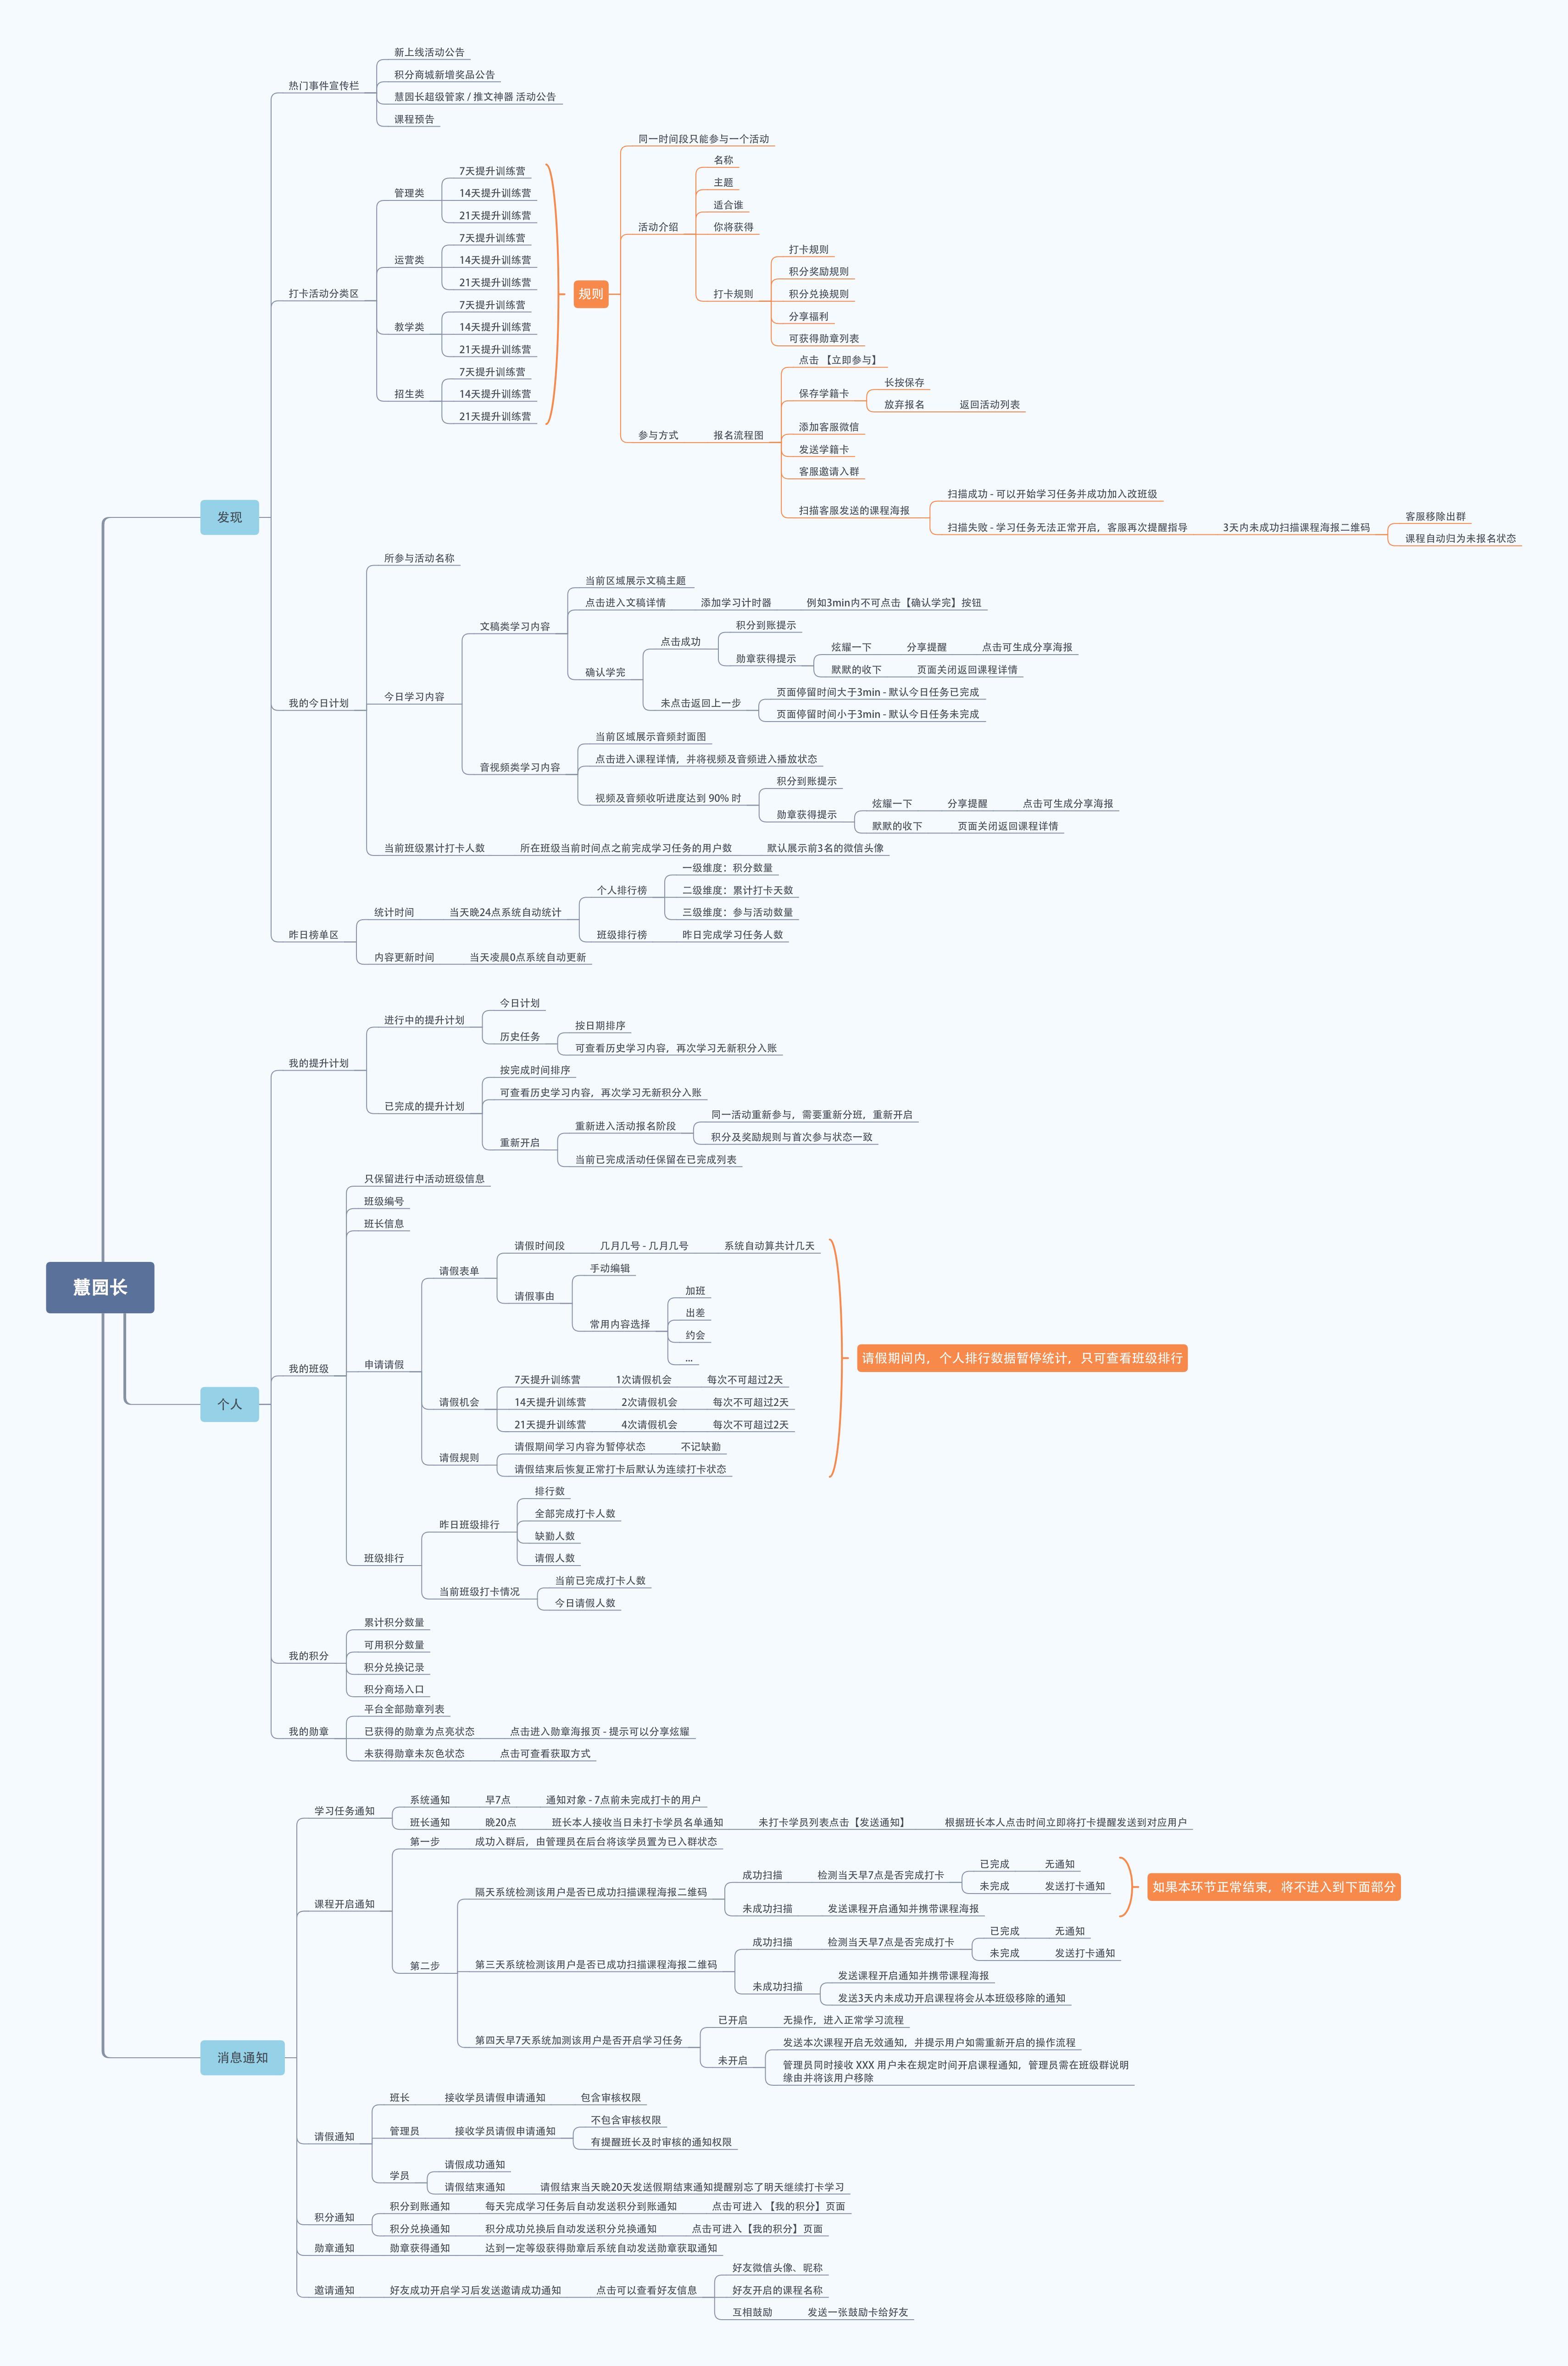 慧园长
发现
热门事件宣传栏
新上线活动公告
积分商城新增奖品公告
慧园长超级管家 / 推文神器 活动公告
课程预告
打卡活动分类区
管理类
7天提升训练营
14天提升训练营
21天提升训练营
运营类
7天提升训练营
14天提升训练营
21天提升训练营
教学类
7天提升训练营
14天提升训练营
21天提升训练营
招生类
7天提升训练营
14天提升训练营
21天提升训练营
规则
同一时间段只能参与一个活动
活动介绍
名称
主题
适合谁
你将获得
打卡规则
打卡规则
积分奖励规则
积分兑换规则
分享福利
可获得勋章列表
参与方式
报名流程图
点击 【立即参与】
保存学籍卡
长按保存
放弃报名
返回活动列表
添加客服微信
发送学籍卡
客服邀请入群
扫描客服发送的课程海报
扫描成功 - 可以开始学习任务并成功加入改班级
扫描失败 - 学习任务无法正常开启，客服再次提醒指导
3天内未成功扫描课程海报二维码
客服移除出群
课程自动归为未报名状态
我的今日计划
所参与活动名称
今日学习内容
文稿类学习内容
当前区域展示文稿主题
点击进入文稿详情
添加学习计时器
例如3min内不可点击【确认学完】按钮
确认学完
点击成功
积分到账提示
勋章获得提示
炫耀一下
分享提醒
点击可生成分享海报
默默的收下
页面关闭返回课程详情
未点击返回上一步
页面停留时间大于3min - 默认今日任务已完成
页面停留时间小于3min - 默认今日任务未完成
音视频类学习内容
当前区域展示音频封面图
点击进入课程详情，并将视频及音频进入播放状态
视频及音频收听进度达到 90% 时
积分到账提示
勋章获得提示
炫耀一下
分享提醒
点击可生成分享海报
默默的收下
页面关闭返回课程详情
当前班级累计打卡人数
所在班级当前时间点之前完成学习任务的用户数
默认展示前3名的微信头像
昨日榜单区
统计时间
当天晚24点系统自动统计
个人排行榜
一级维度：积分数量
二级维度：累计打卡天数
三级维度：参与活动数量
班级排行榜
昨日完成学习任务人数
内容更新时间
当天凌晨0点系统自动更新
个人
我的提升计划
进行中的提升计划
今日计划
历史任务
按日期排序
可查看历史学习内容，再次学习无新积分入账
已完成的提升计划
按完成时间排序
可查看历史学习内容，再次学习无新积分入账
重新开启
重新进入活动报名阶段
同一活动重新参与，需要重新分班，重新开启
积分及奖励规则与首次参与状态一致
当前已完成活动任保留在已完成列表
我的班级
只保留进行中活动班级信息
班级编号
班长信息
申请请假
请假表单
请假时间段
几月几号 - 几月几号
系统自动算共计几天
请假事由
手动编辑
常用内容选择
加班
出差
约会
...
请假机会
7天提升训练营
1次请假机会
每次不可超过2天
14天提升训练营
2次请假机会
每次不可超过2天
21天提升训练营
4次请假机会
每次不可超过2天
请假规则
请假期间学习内容为暂停状态
不记缺勤
请假结束后恢复正常打卡后默认为连续打卡状态
请假期间内，个人排行数据暂停统计，只可查看班级排行
班级排行
昨日班级排行
排行数
全部完成打卡人数
缺勤人数
请假人数
当前班级打卡情况
当前已完成打卡人数
今日请假人数
我的积分
累计积分数量
可用积分数量
积分兑换记录
积分商场入口
我的勋章
平台全部勋章列表
已获得的勋章为点亮状态
点击进入勋章海报页 - 提示可以分享炫耀
未获得勋章未灰色状态
点击可查看获取方式
消息通知
学习任务通知
系统通知
早7点
通知对象 - 7点前未完成打卡的用户
班长通知
晚20点
班长本人接收当日未打卡学员名单通知
未打卡学员列表点击【发送通知】
根据班长本人点击时间立即将打卡提醒发送到对应用户
课程开启通知
第一步
成功入群后，由管理员在后台将该学员置为已入群状态
第二步
隔天系统检测该用户是否已成功扫描课程海报二维码
成功扫描
检测当天早7点是否完成打卡
已完成
无通知
未完成
发送打卡通知
未成功扫描
发送课程开启通知并携带课程海报
如果本环节正常结束，将不进入到下面部分
第三天系统检测该用户是否已成功扫描课程海报二维码
成功扫描
检测当天早7点是否完成打卡
已完成
无通知
未完成
发送打卡通知
未成功扫描
发送课程开启通知并携带课程海报
发送3天内未成功开启课程将会从本班级移除的通知
第四天早7天系统加测该用户是否开启学习任务
已开启
无操作，进入正常学习流程
未开启
发送本次课程开启无效通知，并提示用户如需重新开启的操作流程
管理员同时接收 XXX 用户未在规定时间开启课程通知，管理员需在班级群说明
缘由并将该用户移除
请假通知
班长
接收学员请假申请通知
包含审核权限
管理员
接收学员请假申请通知
不包含审核权限
有提醒班长及时审核的通知权限
学员
请假成功通知
请假结束通知
请假结束当天晚20天发送假期结束通知提醒别忘了明天继续打卡学习
积分通知
积分到账通知
每天完成学习任务后自动发送积分到账通知
点击可进入 【我的积分】页面
积分兑换通知
积分成功兑换后自动发送积分兑换通知
点击可进入【我的积分】页面
勋章通知
勋章获得通知
达到一定等级获得勋章后系统自动发送勋章获取通知
邀请通知
好友成功开启学习后发送邀请成功通知
点击可以查看好友信息
好友微信头像、昵称
好友开启的课程名称
互相鼓励
发送一张鼓励卡给好友